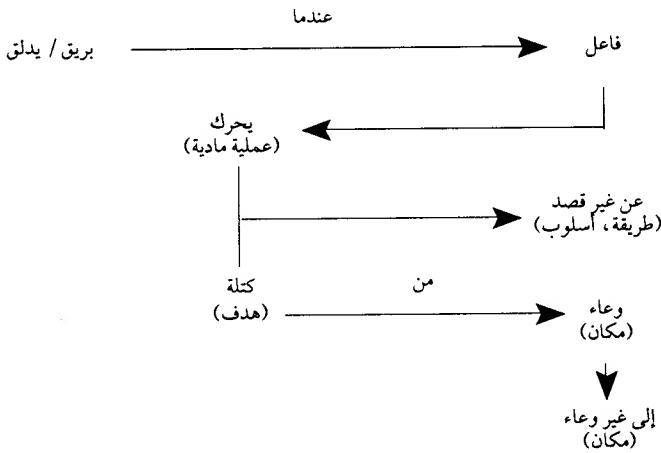 عندما
بريق / يدلق
فاعل
يحرك
(عملية مادية)
عن غير قصد
(طريقة، أسلوب)
كتلة
(هدف)
من
وعاء
(مكان)
إلى غير وعاء
(مكان)